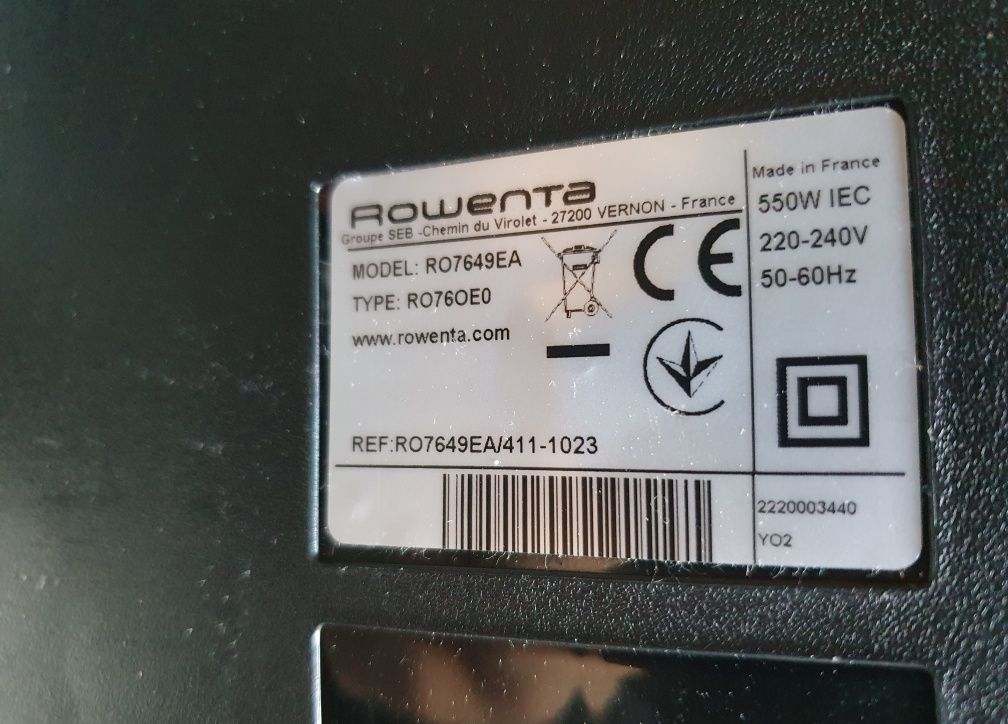 Rowenta
Groupe SEB -Chemin du Virolet - 27200 VERNON - France
MODEL: RO7649EA
TYPE: RO76OE0
www.rowenta.com
CE
REF:RO7649EA/411-1023
Made in France
550W IEC
220-240V
50-60Hz
2220003440
YO2